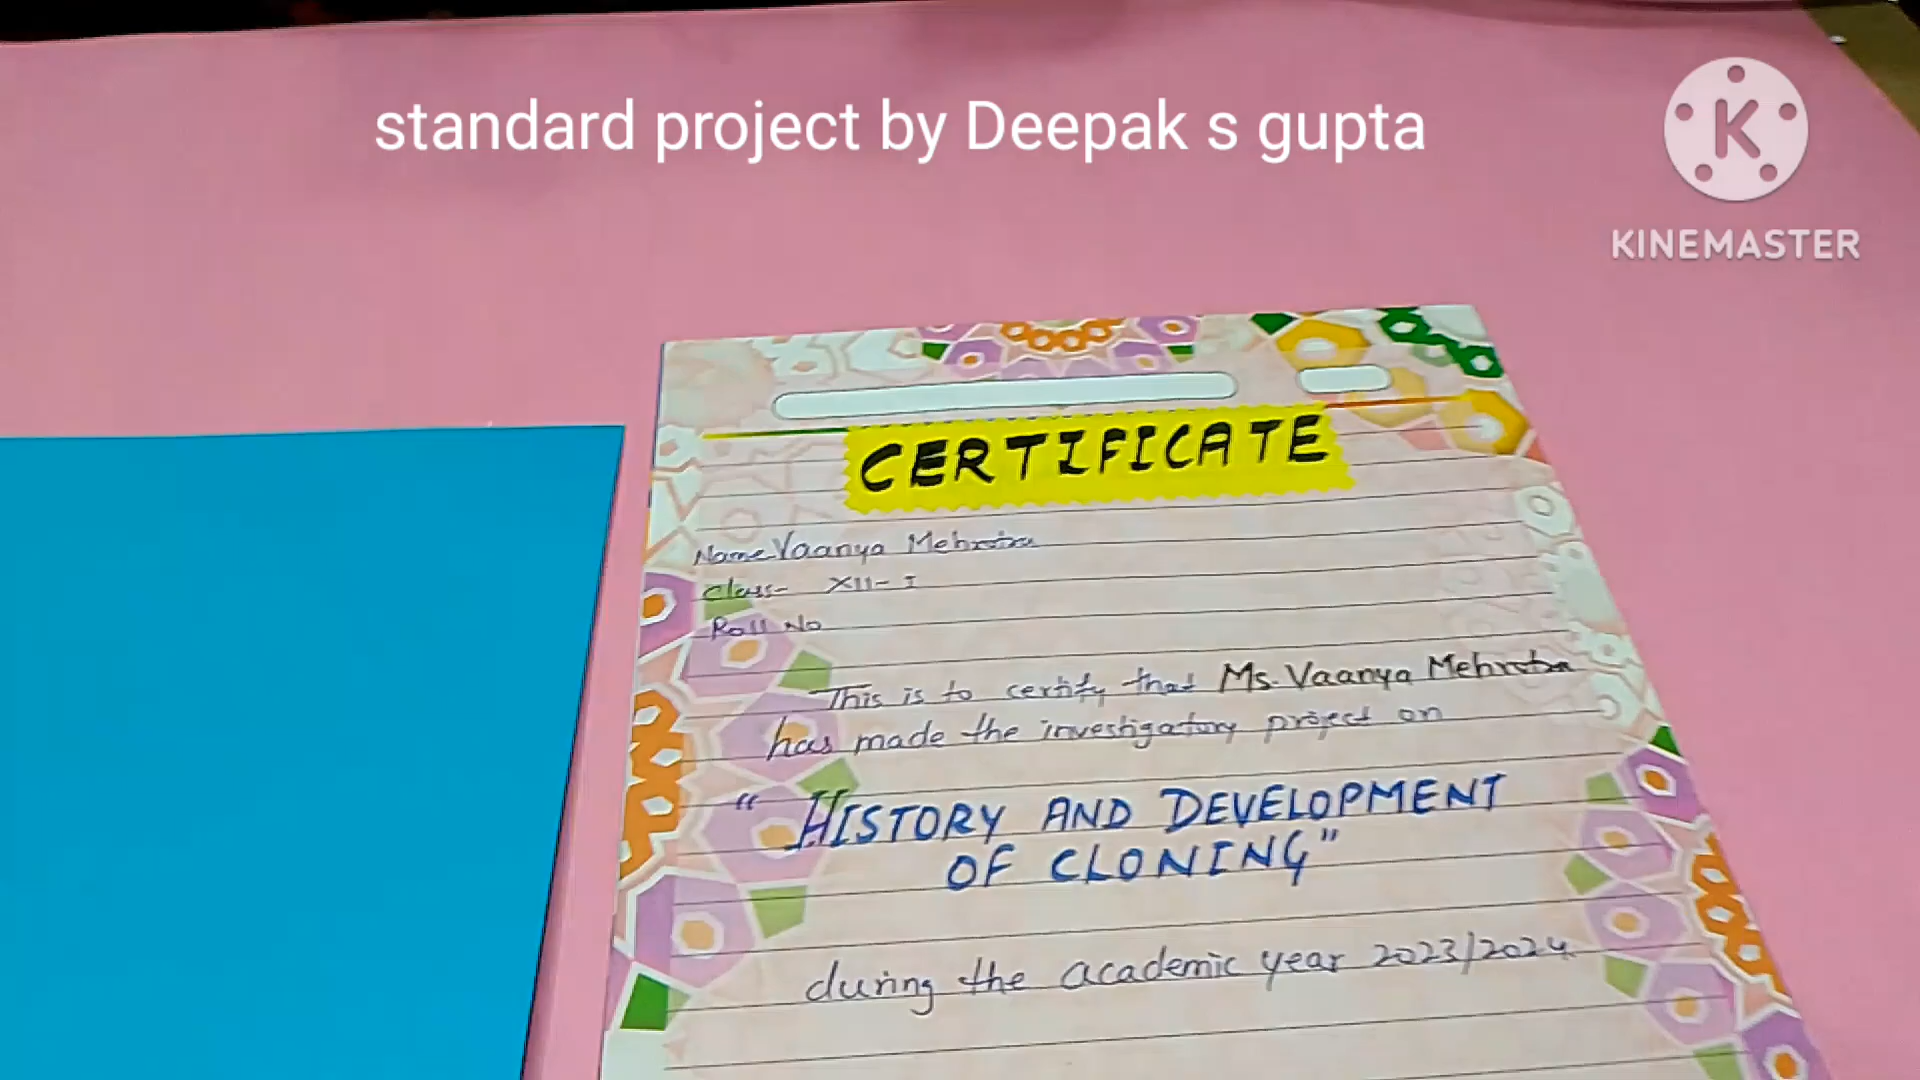 standard project by Deepak s gupta
K
KINEMASTER
CERTIFICATE
Name-Vaanya Mehrotra
Class- XII-I
Roll No
This is to certify that Ms. Vaanya Mehrotra
has made the investigatory project on
"HISTORY AND DEVELOPMENT
OF CLONING"
during the academic year 2023/2024